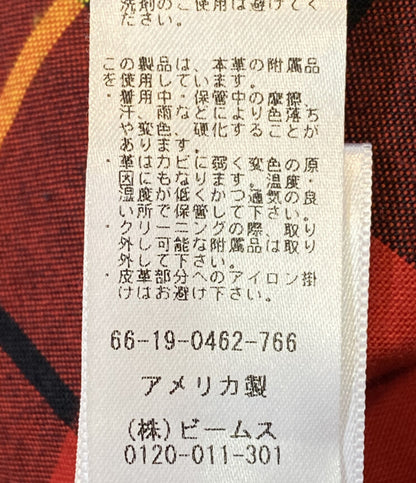 洗剤のご使用は避けてく
ださい。
この製品は、本革の附属品
を使用しています。
・着用中・保管中の摩擦、
汗、雨などにより色落ち
や変色、硬化することが
あります。
・革はカビに弱く変色の原
因にもなります。温度・
湿度が低くかつ通気の良
い所で保管して下さい。
・クリーニングの際、取り
外し可能な附属品は取り
外して下さい。
・皮革部分へのアイロン掛
けはお避け下さい。
66-19-0462-766
アメリカ製
(株)ビームス
0120-011-301